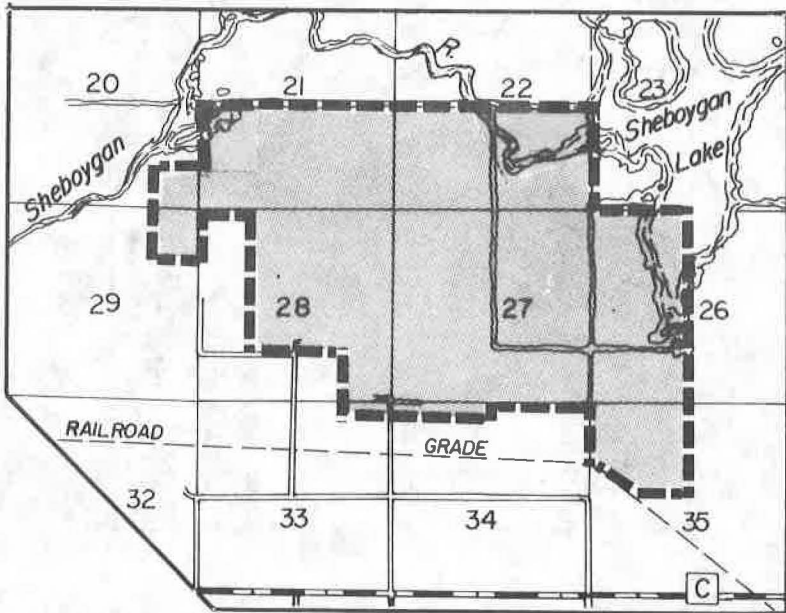 R.
20
21
22
23
Sheboygan
Lake
Sheboygan
29
28
27
26
RAILROAD
GRADE
32
33
34
35
C